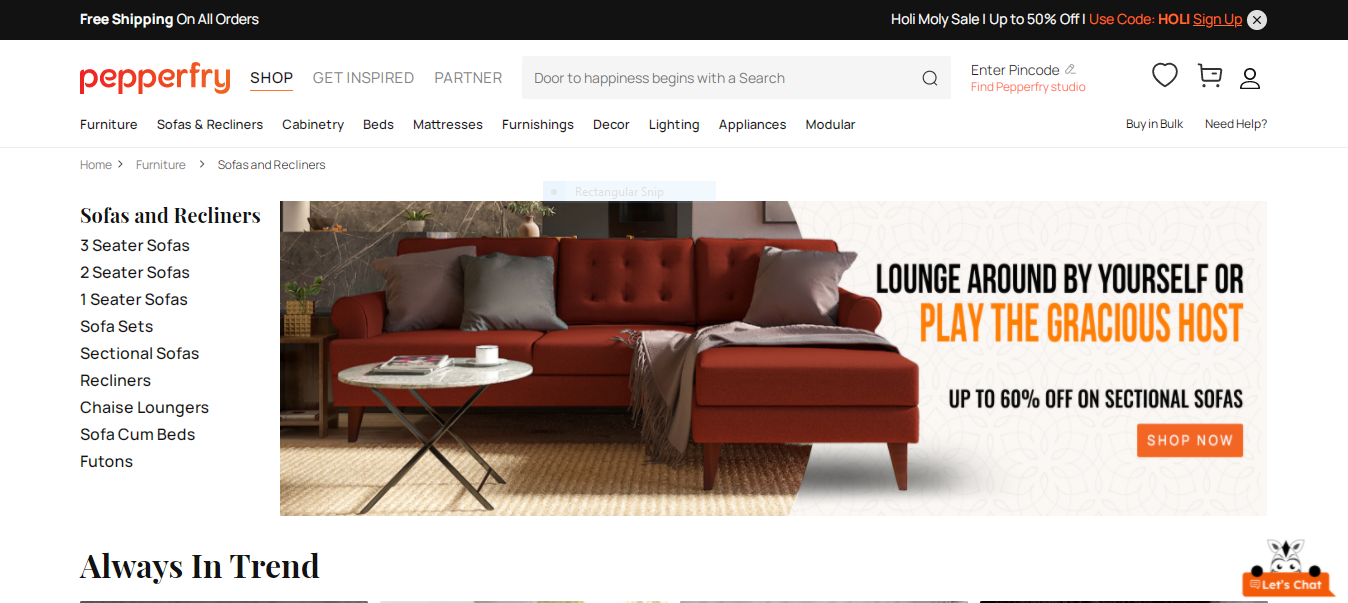 Free Shipping On All Orders
Holi Moly Sale | Up to 50% Off | Use Code: HOLI Sign Up
pepperfry
SHOP
GET INSPIRED
PARTNER
Door to happiness begins with a Search
Enter Pincode
Find Pepperfry studio
Furniture
Sofas & Recliners
Cabinetry
Beds
Mattresses
Furnishings
Decor
Lighting
Appliances
Modular
Buy in Bulk
Need Help?
Home > Furniture > Sofas and Recliners
Rectangular Snip
Sofas and Recliners
3 Seater Sofas
2 Seater Sofas
1 Seater Sofas
Sofa Sets
Sectional Sofas
Recliners
Chaise Loungers
Sofa Cum Beds
Futons
LOUNGE AROUND BY YOURSELF OR
PLAY THE GRACIOUS HOST
UP TO 60% OFF ON SECTIONAL SOFAS
SHOP NOW
Always In Trend
Let's Chat